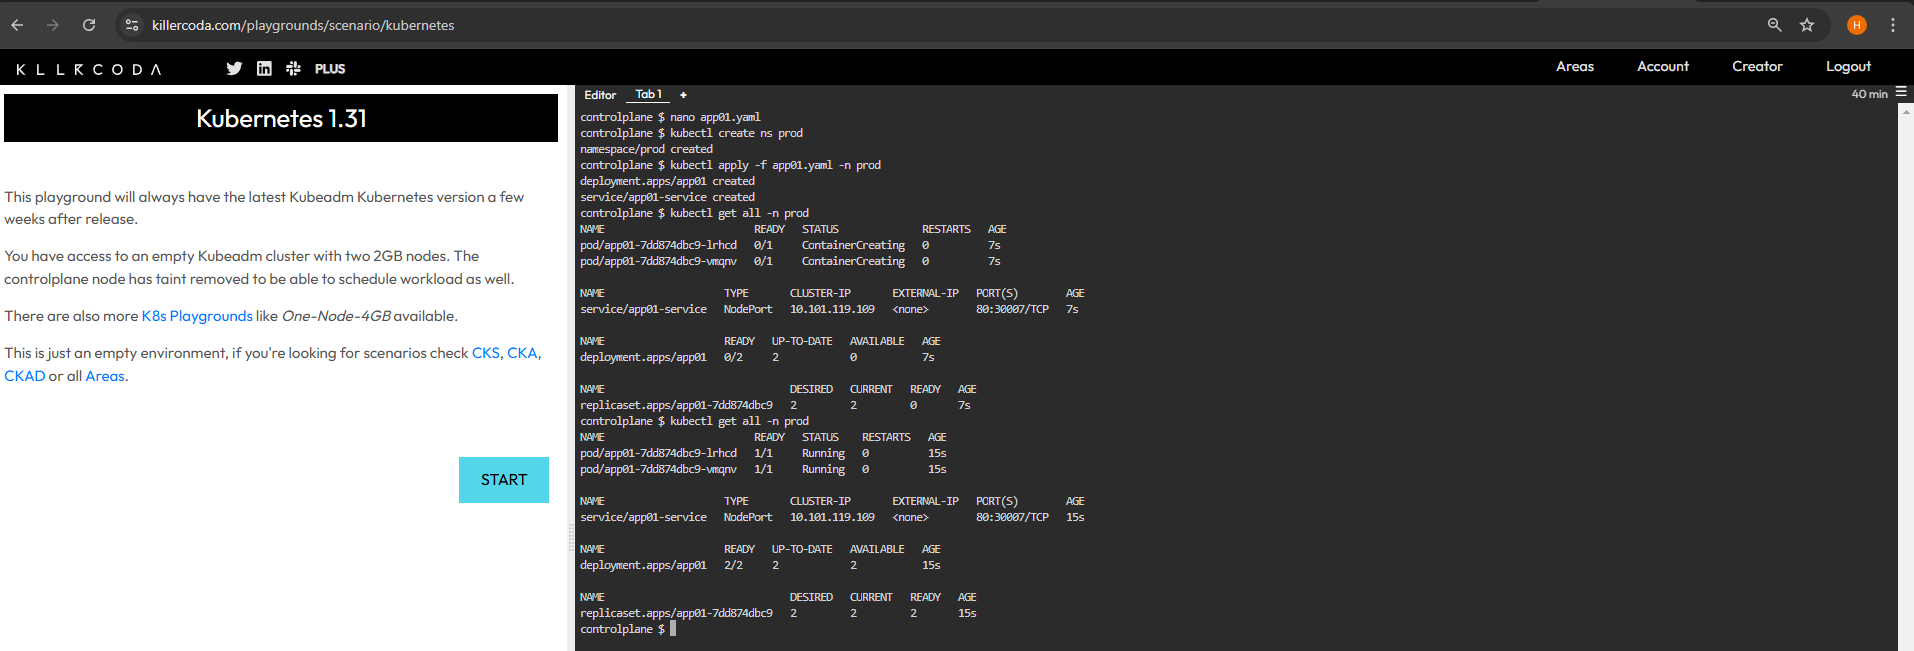 killercoda.com/playgrounds/scenario/kubernetes
H
KILLERCODA
PLUS
Areas Account Creator Logout
Kubernetes 1.31
This playground will always have the latest Kubeadm Kubernetes version a few
weeks after release.
You have access to an empty Kubeadm cluster with two 2GB nodes. The
controlplane node has taint removed to be able to schedule workload as well.
There are also more K8s Playgrounds like One-Node-4GB available.
This is just an empty environment, if you're looking for scenarios check CKS, CKA,
CKAD or all Areas.
START
Editor Tab 1 +
40 min
controlplane $ nano app01.yaml
controlplane $ kubectl create ns prod
namespace/prod created
controlplane $ kubectl apply -f app01.yaml -n prod
deployment.apps/app01 created
service/app01-service created
controlplane $ kubectl get all -n prod
NAME READY STATUS RESTARTS AGE
pod/app01-7dd874dbc9-lrhcd 0/1 ContainerCreating 0 7s
pod/app01-7dd874dbc9-vmqnv 0/1 ContainerCreating 0 7s
NAME TYPE CLUSTER-IP EXTERNAL-IP PORT(S) AGE
service/app01-service NodePort 10.101.119.109 <none> 80:30007/TCP 7s
NAME READY UP-TO-DATE AVAILABLE AGE
deployment.apps/app01 0/2 2 0 7s
NAME DESIRED CURRENT READY AGE
replicaset.apps/app01-7dd874dbc9 2 2 0 7s
controlplane $ kubectl get all -n prod
NAME READY STATUS RESTARTS AGE
pod/app01-7dd874dbc9-lrhcd 1/1 Running 0 15s
pod/app01-7dd874dbc9-vmqnv 1/1 Running 0 15s
NAME TYPE CLUSTER-IP EXTERNAL-IP PORT(S) AGE
service/app01-service NodePort 10.101.119.109 <none> 80:30007/TCP 15s
NAME READY UP-TO-DATE AVAILABLE AGE
deployment.apps/app01 2/2 2 2 15s
NAME DESIRED CURRENT READY AGE
replicaset.apps/app01-7dd874dbc9 2 2 2 15s
controlplane $